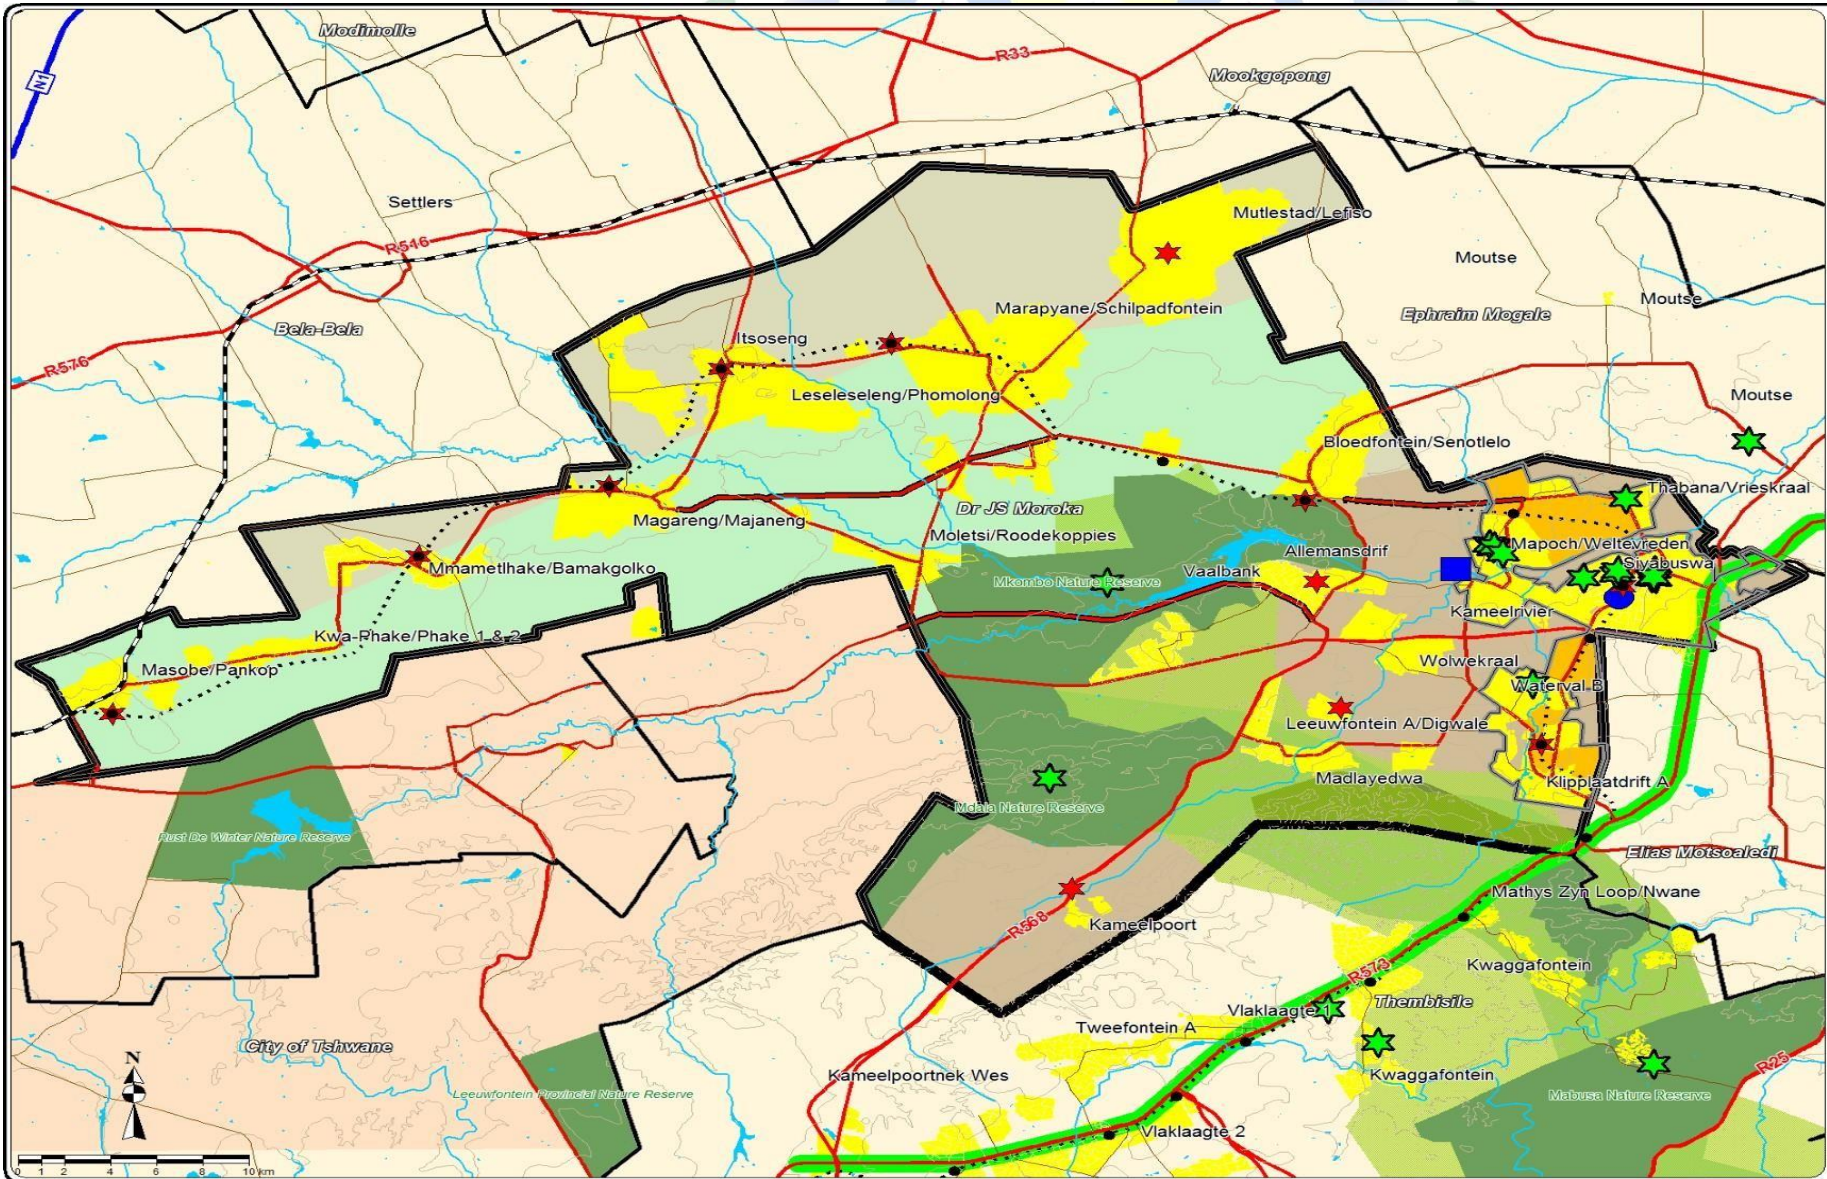 Modimolle
R33
Mookgopong
N1
Settlers
Mutlestad/Lefiso
R516
Moutse
Moutse
Marapyane/Schilpadfontein
Ephraim Mogale
Bela-Bela
Itsoseng
R576
Leseleseleng/Phomolong
Moutse
Bloedfontein/Senotlelo
Thabana/Vrieskraal
Dr JS Moroka
Magareng/Majaneng
Moletsi/Roodekoppies
Mapoch/Weltevreden
Allemansdrif
Siyabuswa
Mmametlhake/Bamakgolko
Vaalbank
Mkombo Nature Reserve
Kameelrivier
Kwa-Phake/Phake 1 & 2
Wolwekraal
Masobe/Pankop
Waterval B
Leeuwfontein A/Digwale
Madlayedwa
Klipplaatdrift A
Mdala Nature Reserve
Rust De Winter Nature Reserve
Elias Motsoaledi
Mathys Zyn Loop/Nwane
R568
Kameelpoort
Kwaggafontein
R573
Thembisile
Vlaklaagte 1
Tweefontein A
City of Tshwane
N
Kameelpoortnek Wes
Kwaggafontein
R25
Leeuwfontein Provincial Nature Reserve
Mabusa Nature Reserve
Vlaklaagte 2
0 1 2 4 6 8 10 km